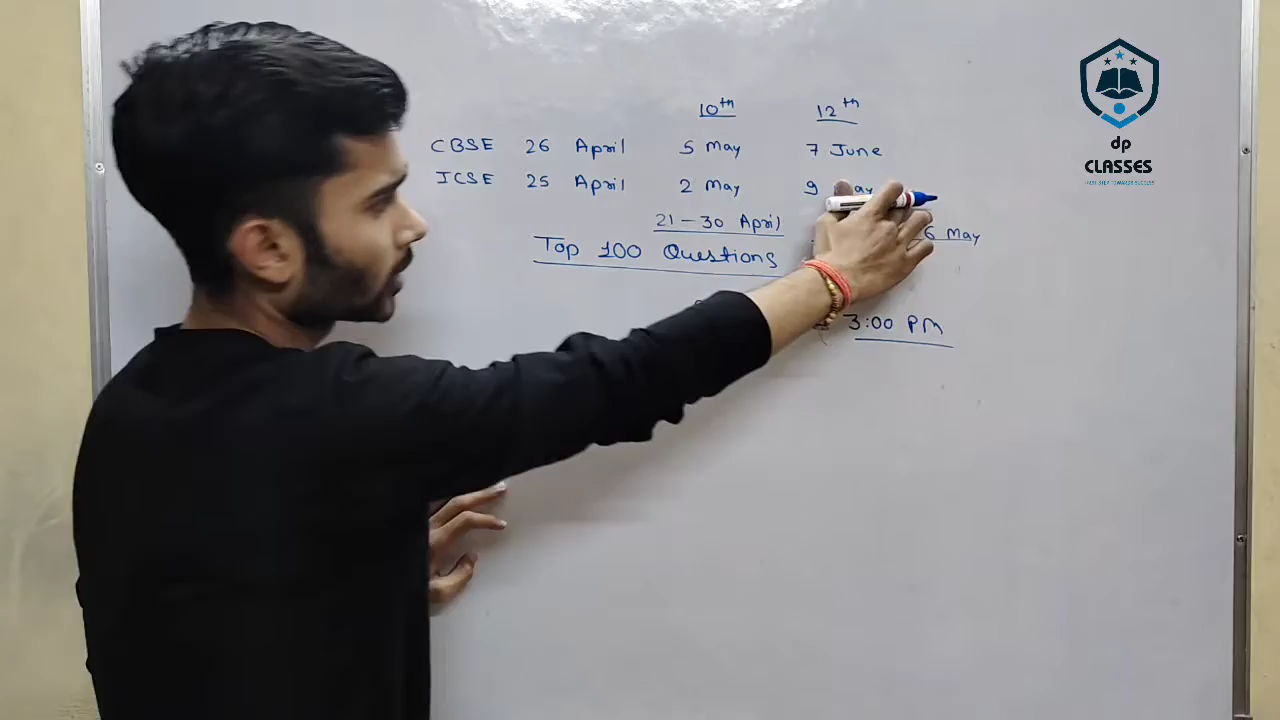 10th 12th
CBSE 26 April 5 May 7 June
ICSE 25 April 2 May 9
21 - 30 April 6 May
Top 100 Questions
3:00 PM
dp
CLASSES